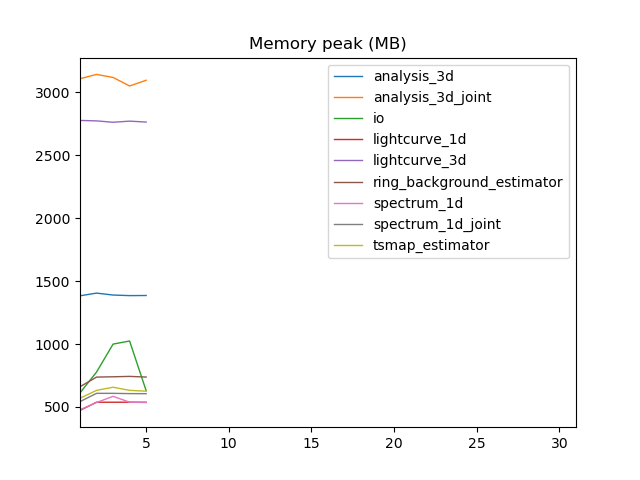 Memory peak (MB)
analysis_3d
analysis_3d_joint
io
lightcurve_1d
lightcurve_3d
ring_background_estimator
spectrum_1d
spectrum_1d_joint
tsmap_estimator
3000
2500
2000
1500
1000
500
5 10 15 20 25 30